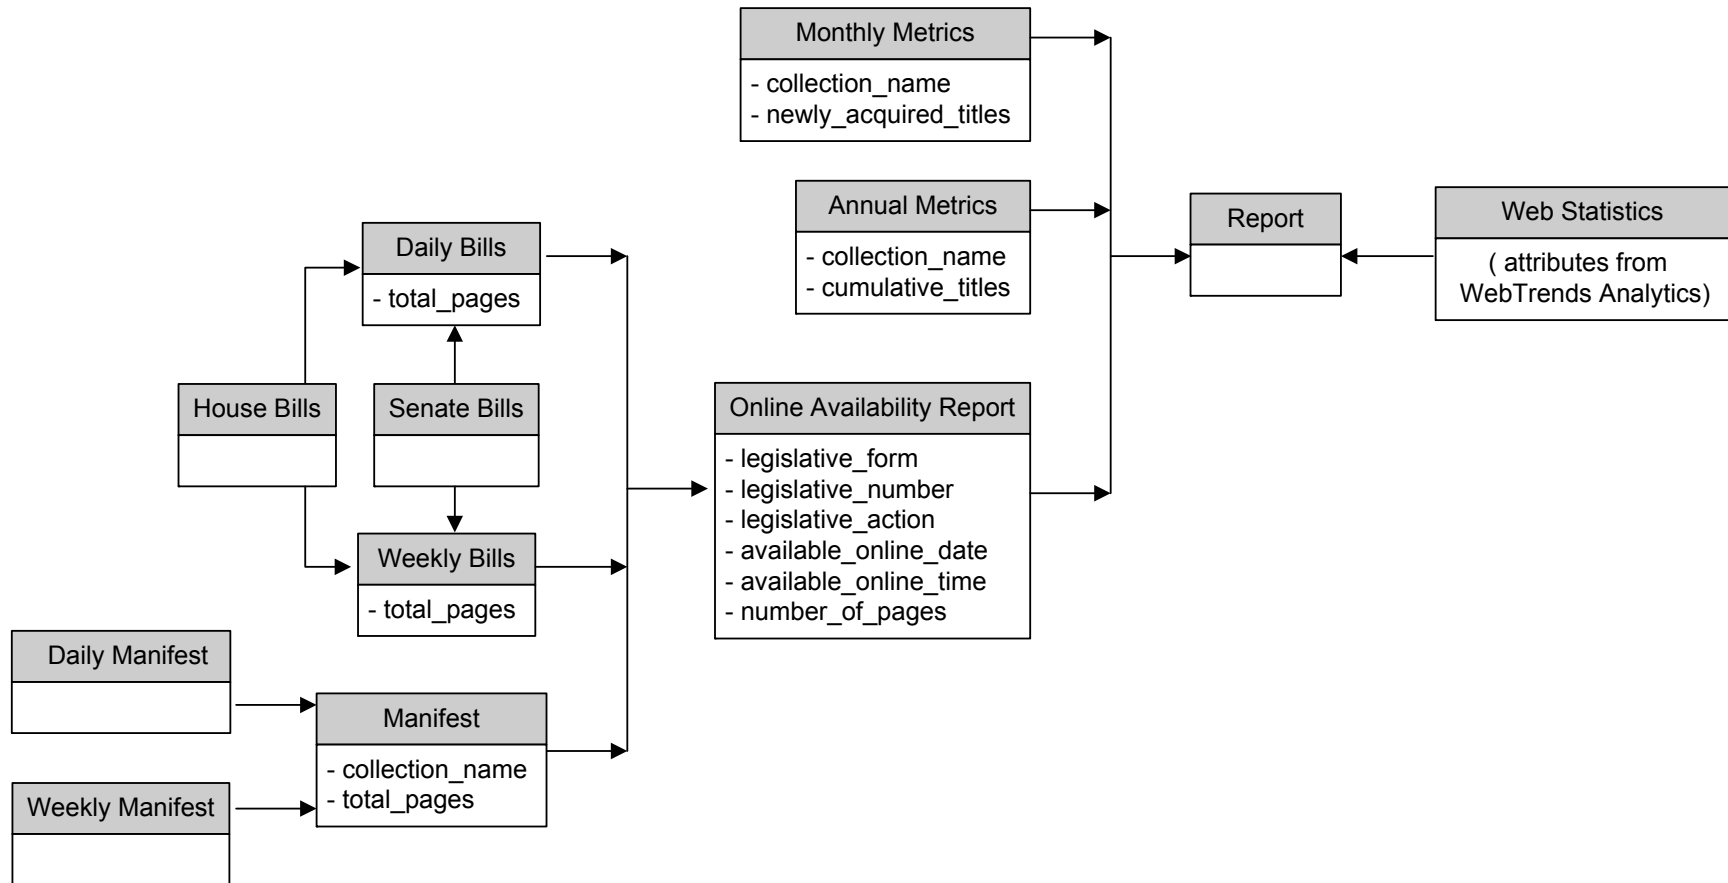 Monthly Metrics
- collection_name
- newly_acquired_titles
Annual Metrics
- collection_name
- cumulative_titles
Report
Web Statistics
( attributes from
WebTrends Analytics)
Daily Bills
- total_pages
House Bills
Senate Bills
Weekly Bills
- total_pages
Online Availability Report
- legislative_form
- legislative_number
- legislative_action
- available_online_date
- available_online_time
- number_of_pages
Daily Manifest
Manifest
- collection_name
- total_pages
Weekly Manifest